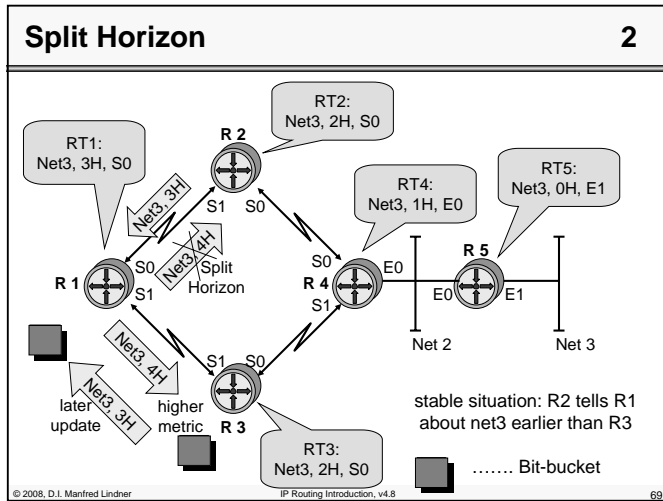 Split Horizon 2
RT1:
Net3, 3H, S0
R 2
RT2:
Net3, 2H, S0
RT4:
Net3, 1H, E0
RT5:
Net3, 0H, E1
Net3, 3H
S1
S0
Net3, 4H
Split
Horizon
R 1
S0
S1
S0
R 4
S1
E0
R 5
E0
E1
Net 2
Net 3
Net3, 4H
Net3, 3H
later
update
higher
metric
S1
S0
R 3
RT3:
Net3, 2H, S0
stable situation: R2 tells R1
about net3 earlier than R3
....... Bit-bucket
© 2008, D.I. Manfred Lindner
IP Routing Introduction, v4.8
69